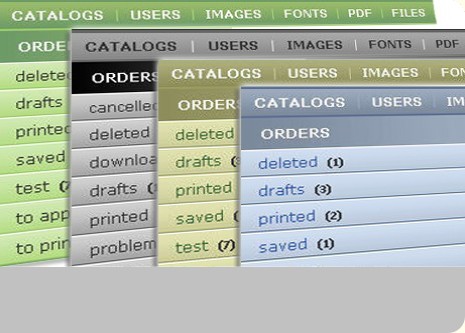 CATALOGS | USERS | IMAGES | FONTS | PDF | FILES
ORDE
deleted
drafts
printed
saved
test (7
to app
to prin
CATALOGS | USERS | IMAGES | FONTS | PDF
ORDERS
cancelle
deleted
downloa
drafts (
printed
problem
CATALOGS | USERS | IMAGES | FON
ORDERS
deleted
drafts (
printed
saved (
test (7)
CATALOGS | USERS | IM
ORDERS
deleted (1)
drafts (3)
printed (2)
saved (1)